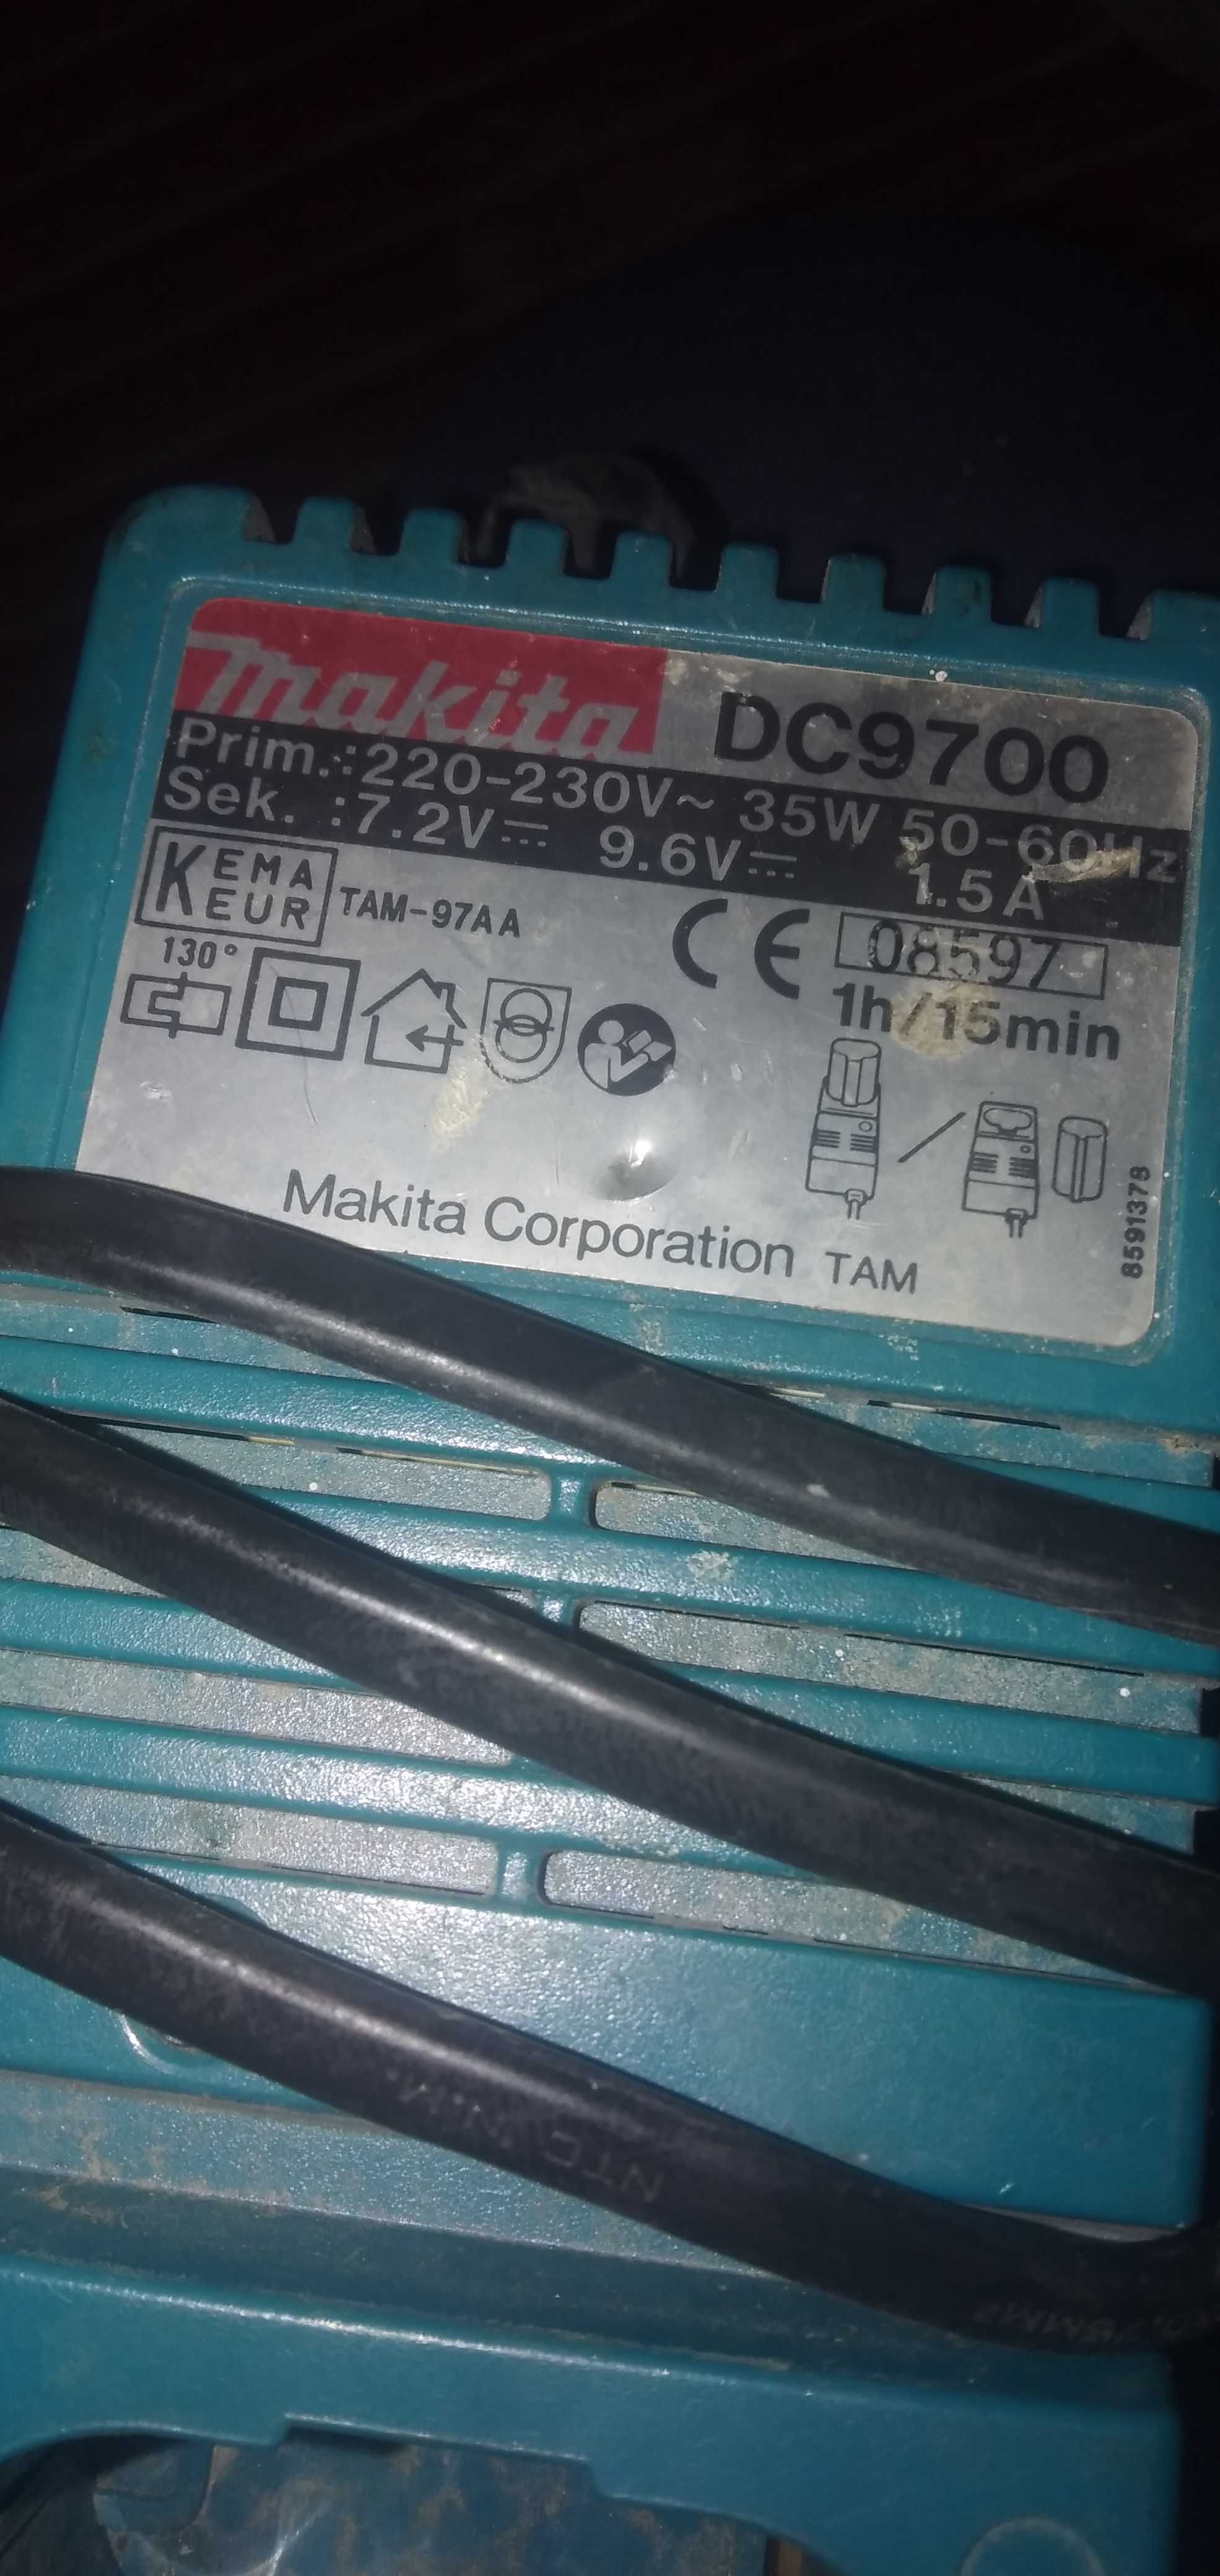 makita DC9700
Prim.:220-230V~ 35W 50-60Hz
Sek. :7.2V⎓ 9.6V⎓ 1.5A
KEMA KEUR TAM-97AA CE 08597
130° 1h/15min
8591378
Makita Corporation TAM
NTC